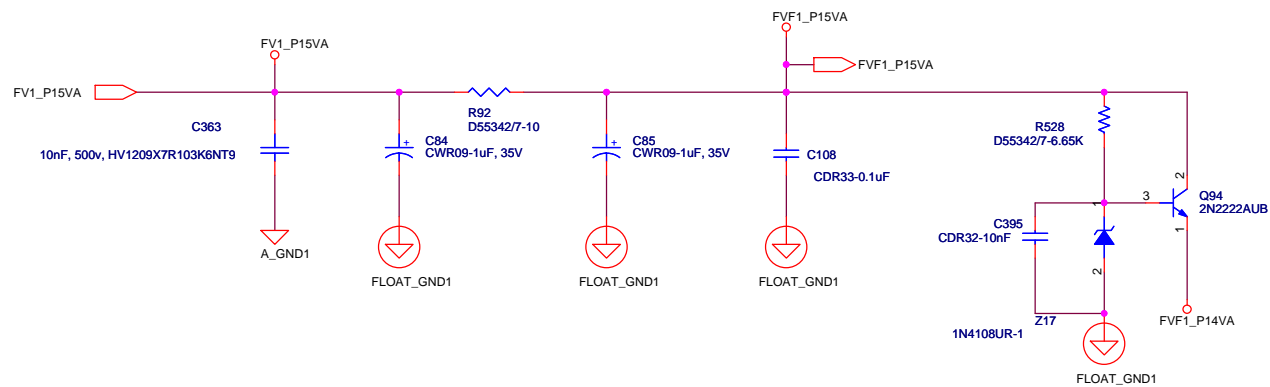 FVF1_P15VA
FV1_P15VA
FVF1_P15VA
FV1_P15VA
R92
D55342/7-10
C363
10nF, 500v, HV1209X7R103K6NT9
C84
CWR09-1uF, 35V
C85
CWR09-1uF, 35V
C108
CDR33-0.1uF
R528
D55342/7-6.65K
2
3
1
Q94
2N2222AUB
1
C395
CDR32-10nF
2
A_GND1
FLOAT_GND1
FLOAT_GND1
FLOAT_GND1
Z17
1N4108UR-1
FVF1_P14VA
FLOAT_GND1